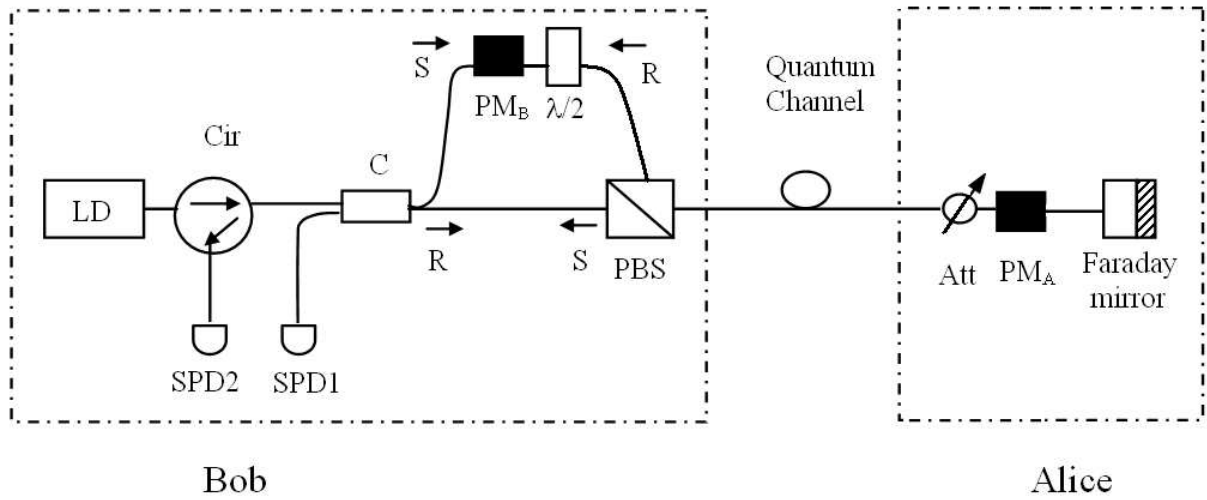 S
R
PM_B
λ/2
Quantum
Channel
Cir
C
LD
R
S
PBS
Att
PM_A
Faraday
mirror
SPD2
SPD1
Bob
Alice